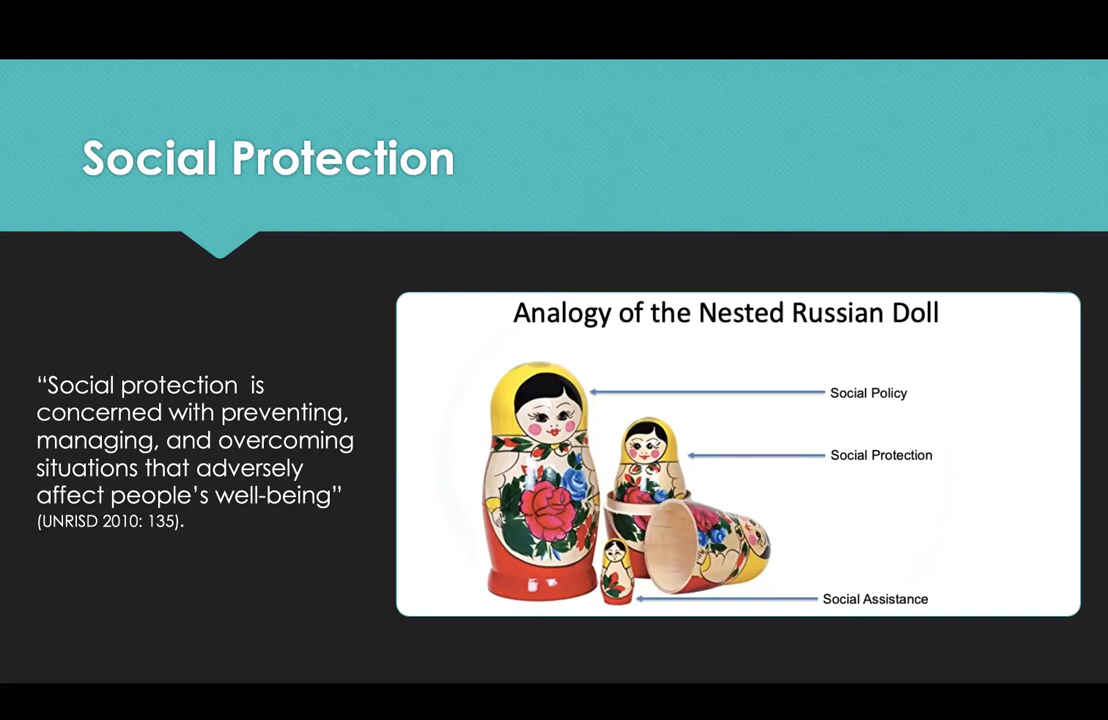 Social Protection
“Social protection  is
concerned with preventing,
managing, and overcoming
situations that adversely
affect people’s well-being”
(UNRISD 2010: 135).
Analogy of the Nested Russian Doll
Social Policy
Social Protection
Social Assistance